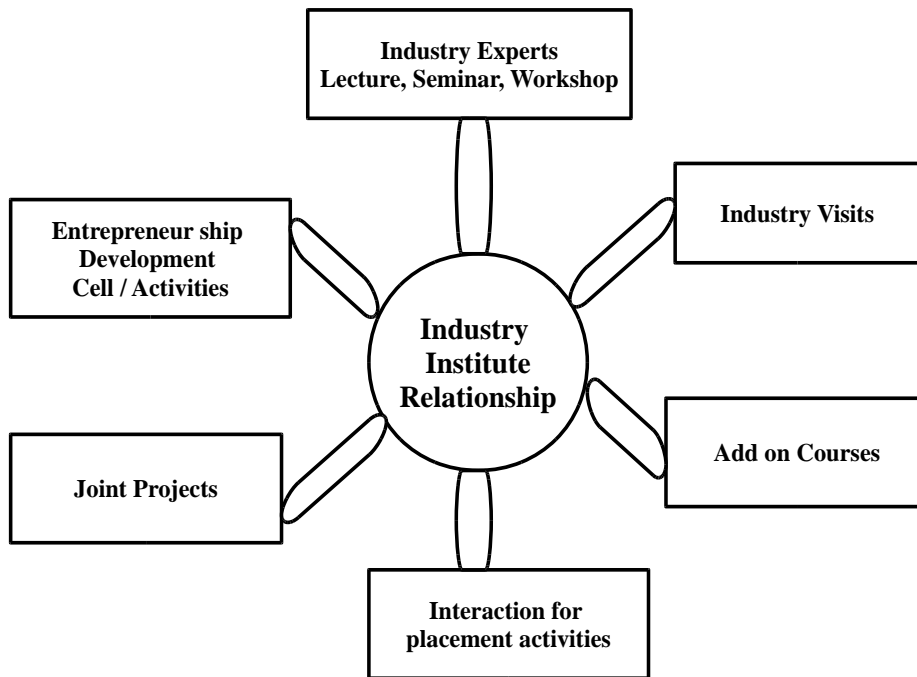 Industry Experts
Lecture, Seminar, Workshop
Industry Visits
Entrepreneur ship
Development
Cell / Activities
Industry
Institute
Relationship
Add on Courses
Joint Projects
Interaction for
placement activities